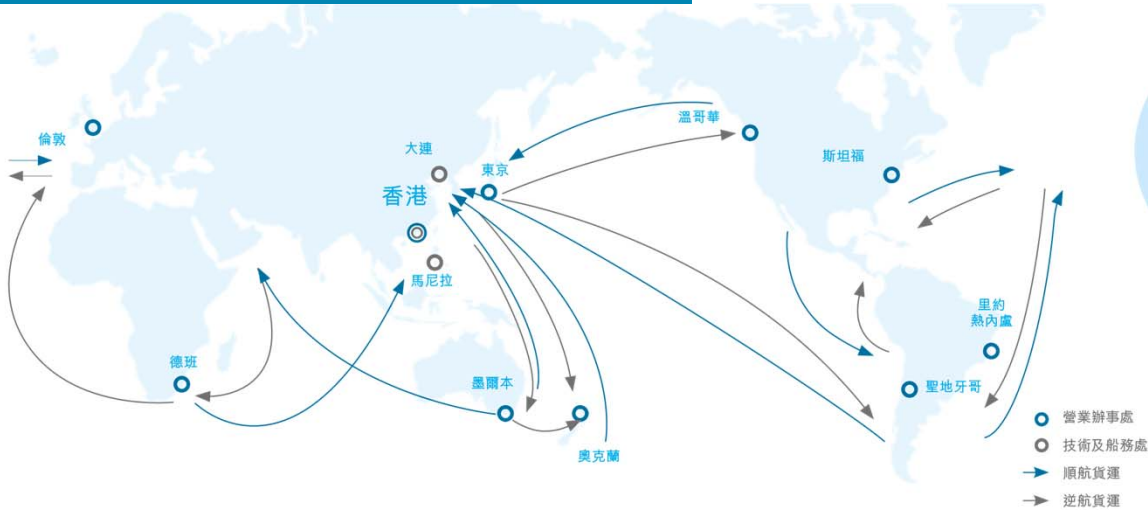 倫敦
大連
香港
東京
馬尼拉
德班
墨爾本
奧克蘭
溫哥華
斯坦福
里約
熱內盧
聖地牙哥
營業辦事處
技術及船務處
順航貨運
逆航貨運